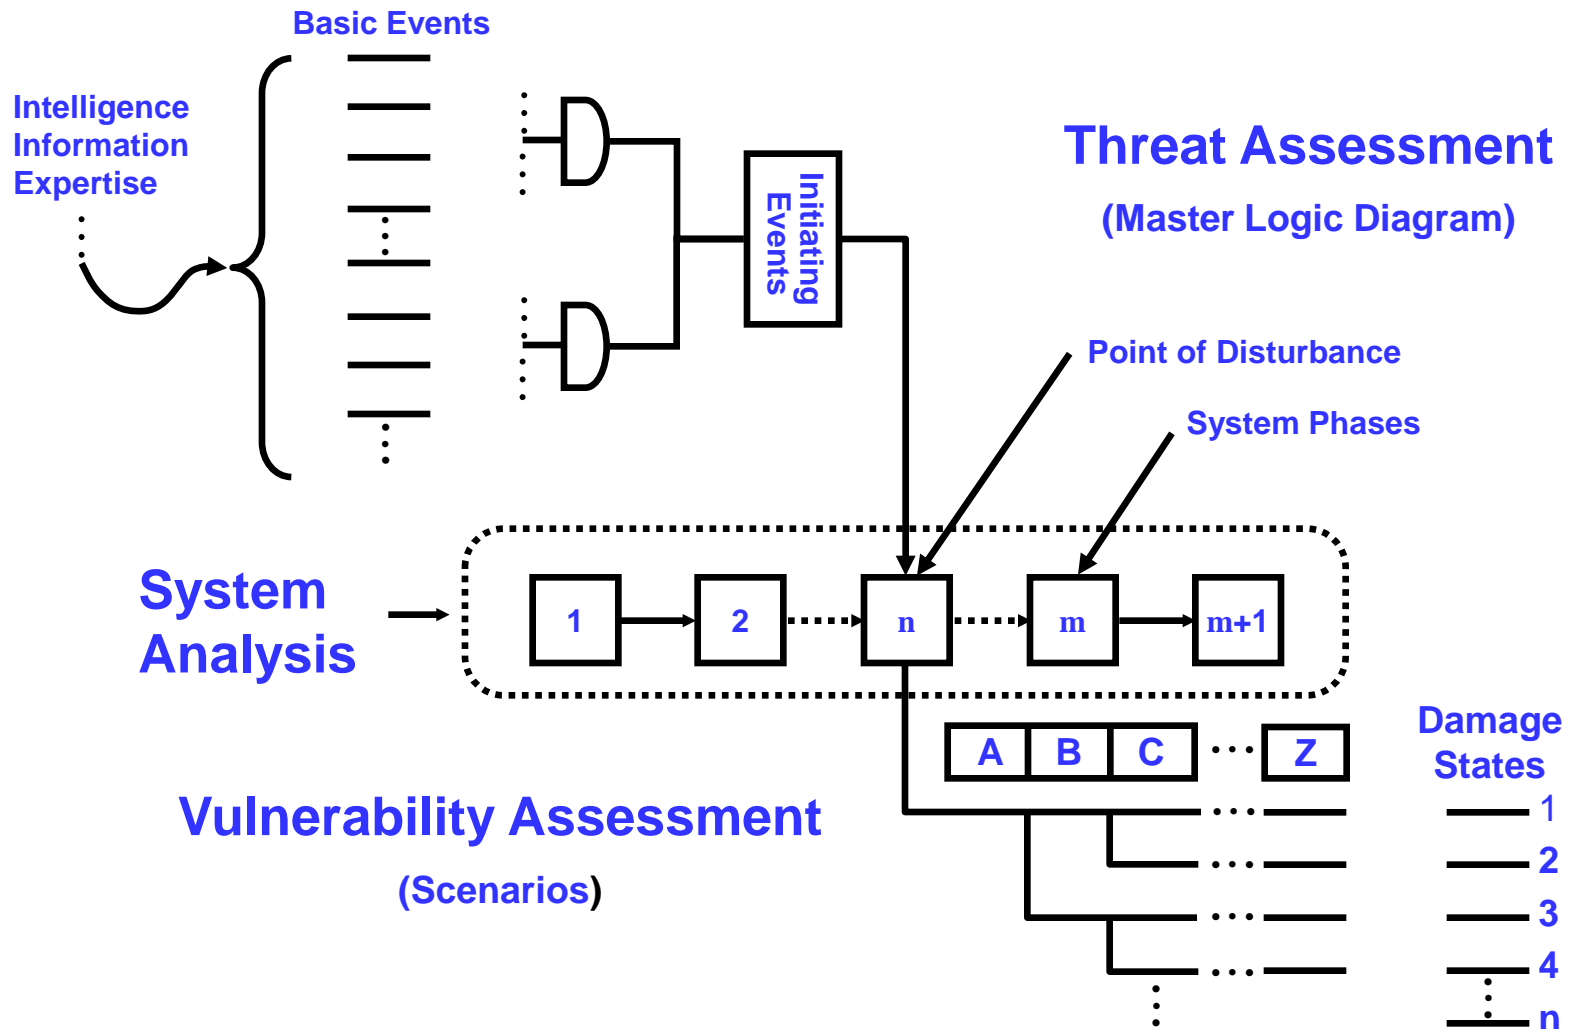 Basic Events
Intelligence
Information
Expertise
Initiating
Events
Threat Assessment
(Master Logic Diagram)
Point of Disturbance
System Phases
System
Analysis
1
2
n
m
m+1
A
B
C
Z
Damage
States
1
2
3
4
n
Vulnerability Assessment
(Scenarios)